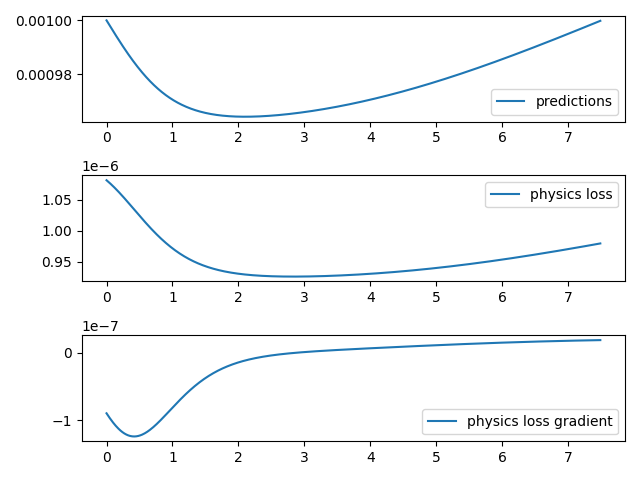 0.00100
0.00098
predictions
0 1 2 3 4 5 6 7
1e−6
1.05
1.00
0.95
physics loss
0 1 2 3 4 5 6 7
1e−7
0
−1
physics loss gradient
0 1 2 3 4 5 6 7